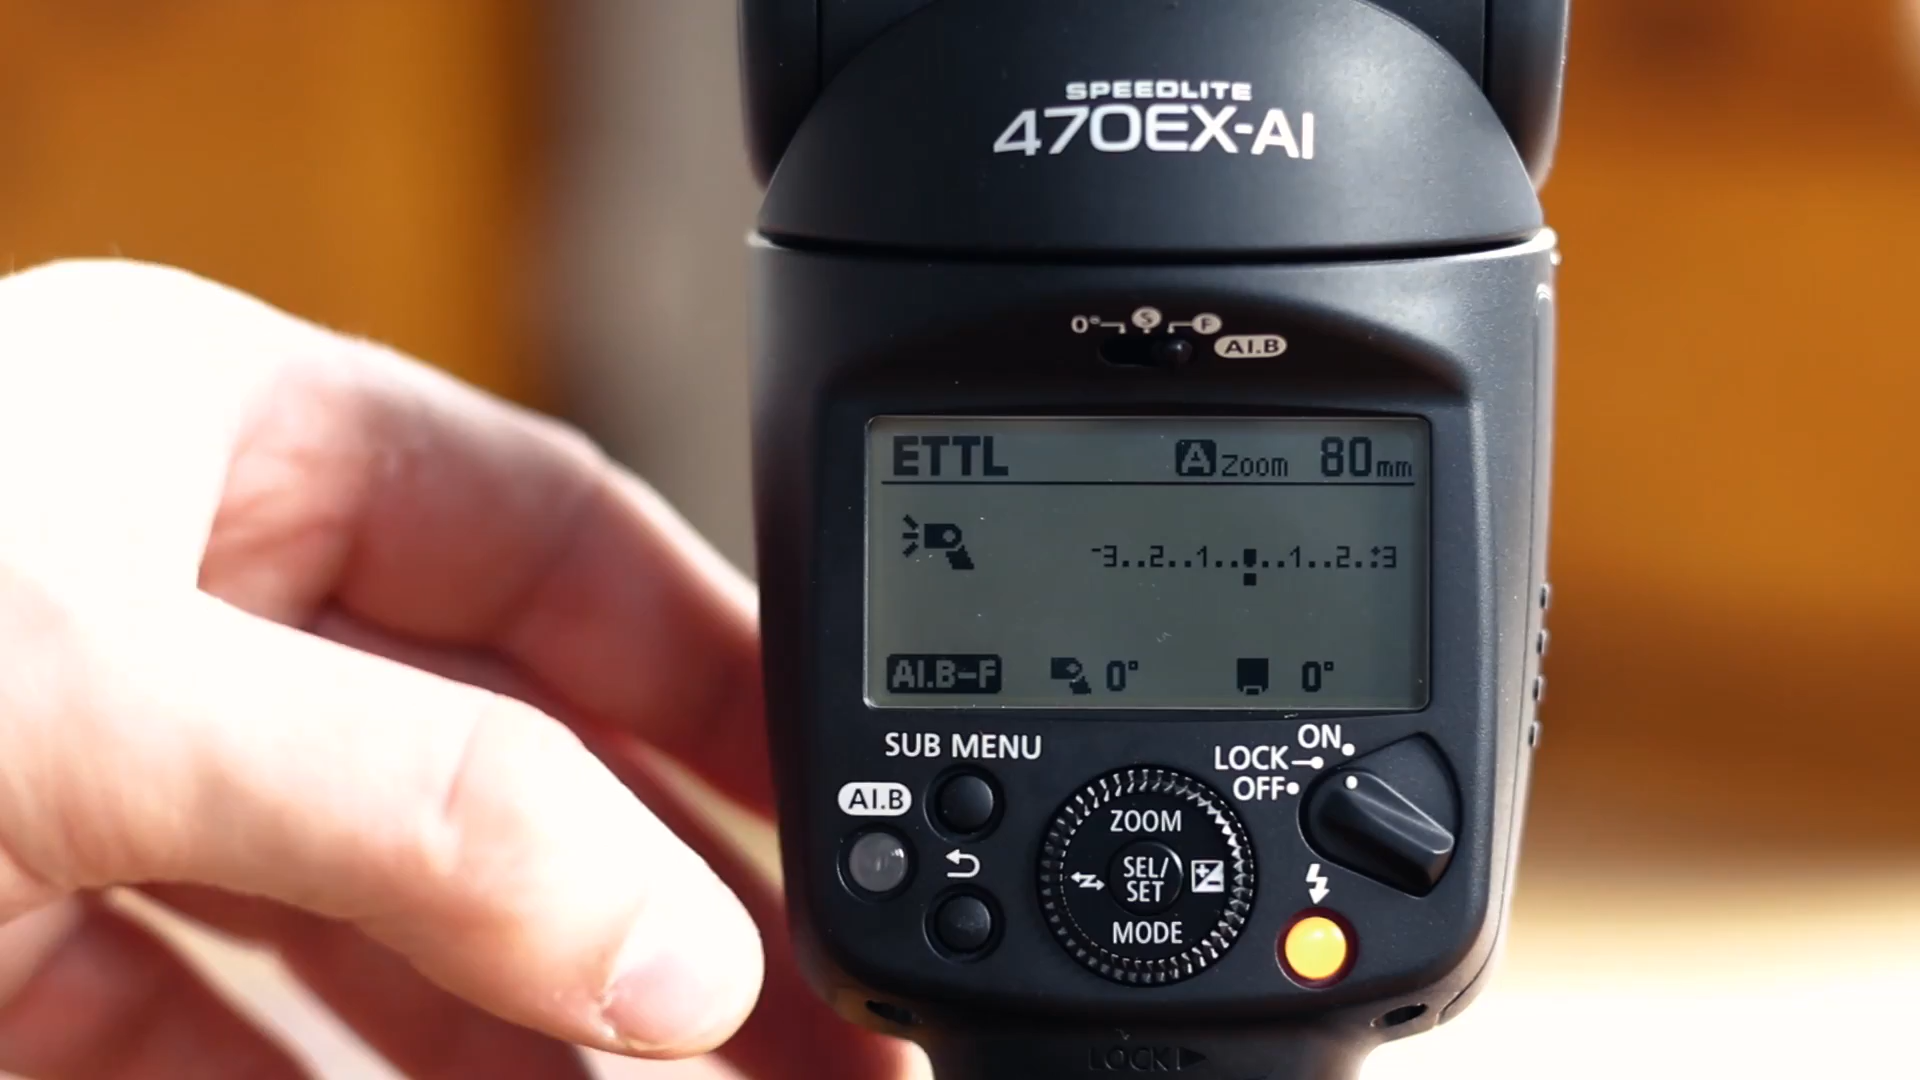 SPEEDLITE
470EX-AI
0° S F
AI.B
ETTL A Zoom 80mm
-3..2..1.....1..2..+3
AI.B-F 0° 0°
SUB MENU
ON
LOCK
OFF
AI.B
ZOOM
SEL/
SET
MODE
LOCK